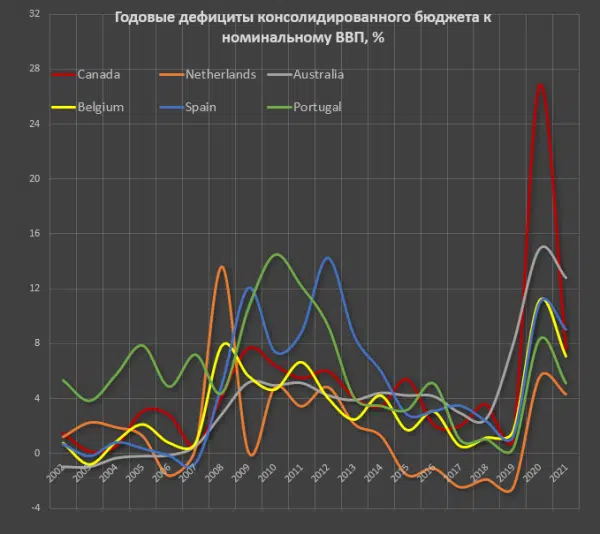 Годовые дефициты консолидированного бюджета к
номинальному ВВП, %
32
28
24
20
16
12
8
4
0
-4
Canada Netherlands Australia
Belgium Spain Portugal
2002 2003 2004 2005 2006 2007 2008 2009 2010 2011 2012 2013 2014 2015 2016 2017 2018 2019 2020 2021